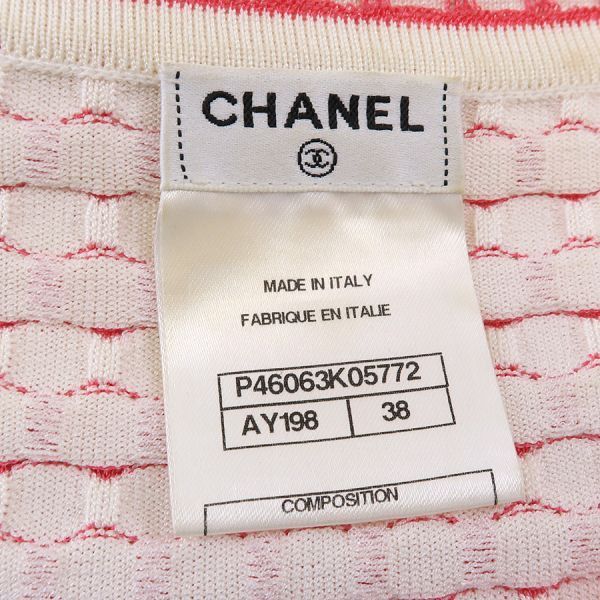 CHANEL
MADE IN ITALY
FABRIQUE EN ITALIE
P46063K05772
AY198 38
COMPOSITION